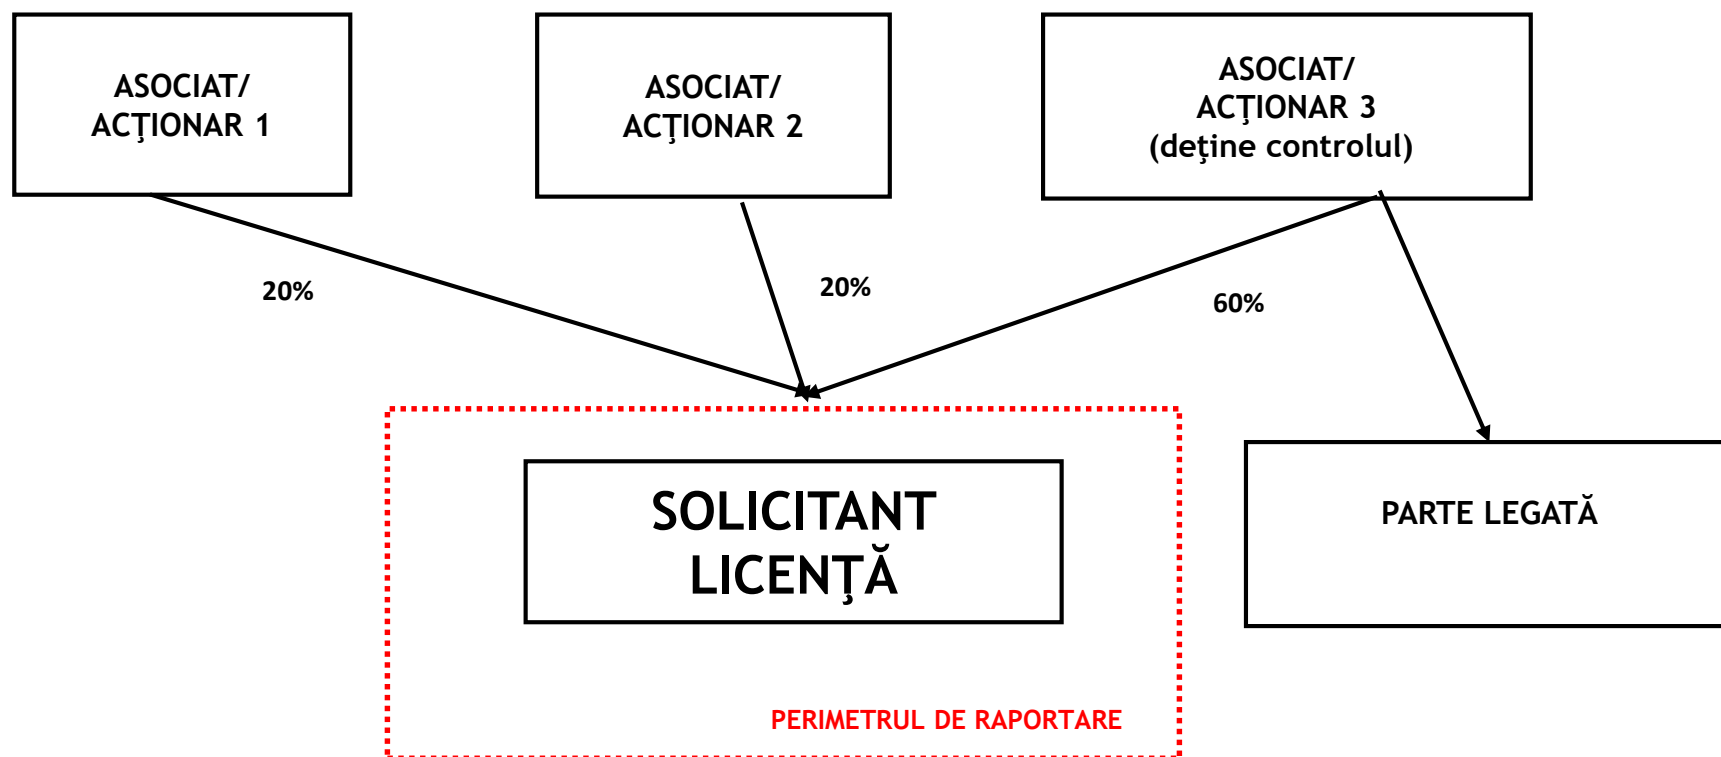 ASOCIAT/
ACŢIONAR 1
ASOCIAT/
ACŢIONAR 2
ASOCIAT/
ACŢIONAR 3
(deţine controlul)
20%
20%
60%
SOLICITANT
LICENŢĂ
PARTE LEGATĂ
PERIMETRUL DE RAPORTARE